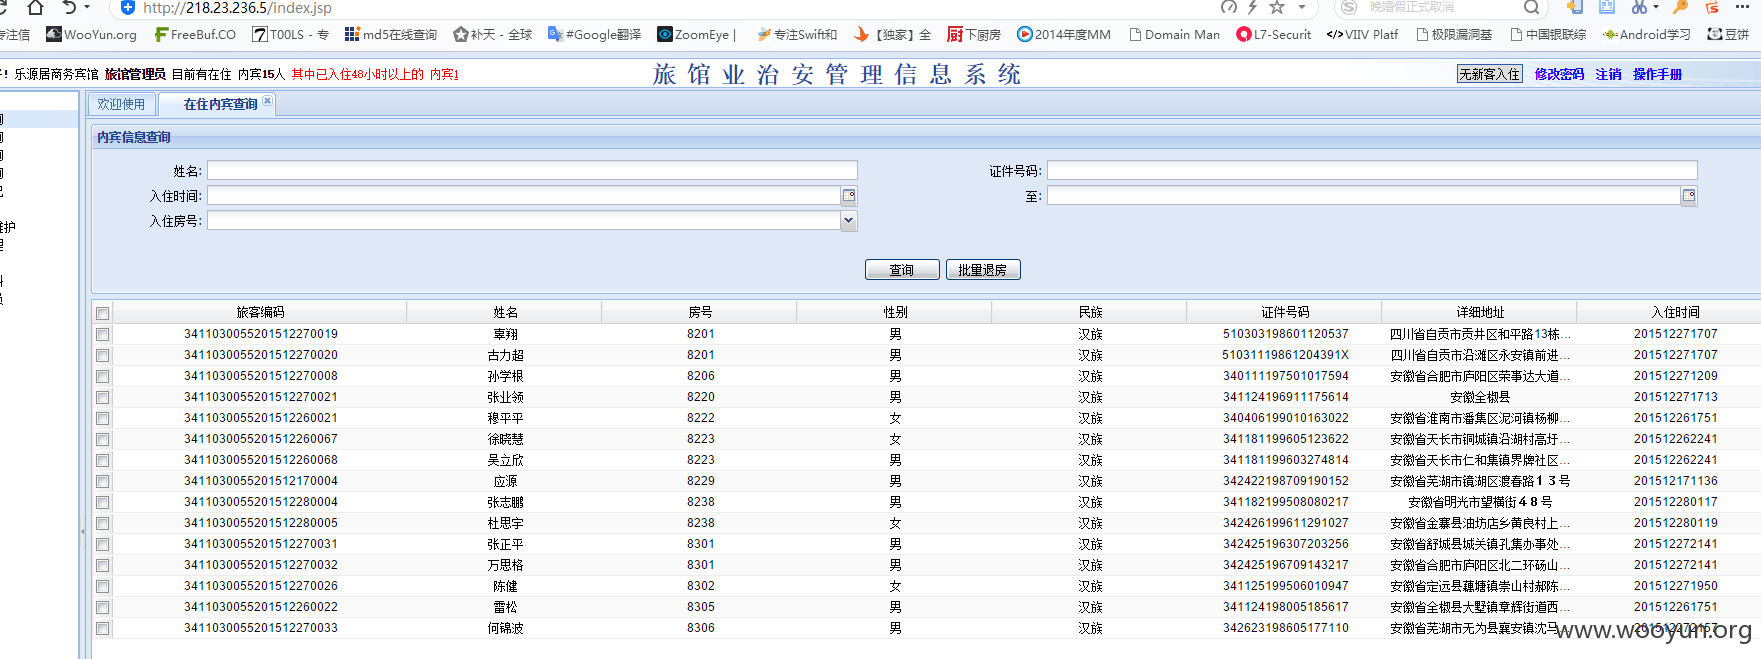 http://218.23.236.5/index.jsp
晚婚假正式取消
专注信 WooYun.org FreeBuf.CO T00LS - 专 md5在线查询 补天 - 全球 #Google翻译 ZoomEye | 专注Swift和 【独家】全 下厨房 2014年度MM Domain Man L7-Securit VIIV Platf 极限漏洞基 中国银联综 Android学习 豆饼
! 乐源居商务宾馆 旅馆管理员 目前有在住 内宾15人 其中已入住48小时以上的 内宾1
旅馆业治安管理信息系统
无新客入住 修改密码 注销 操作手册
欢迎使用 在住内宾查询
内宾信息查询
姓名: 证件号码:
入住时间: 至:
入住房号:
查询 批量退房
旅客编码 姓名 房号 性别 民族 证件号码 详细地址 入住时间
3411030055201512270019 辜翔 8201 男 汉族 510303198601120537 四川省自贡市贡井区和平路13栋... 201512271707
3411030055201512270020 古力超 8201 男 汉族 51031119861204391X 四川省自贡市沿滩区永安镇前进... 201512271707
3411030055201512270008 孙学根 8206 男 汉族 340111197501017594 安徽省合肥市庐阳区荣事达大道... 201512271209
3411030055201512270021 张业领 8220 男 汉族 341124196911175614 安徽全椒县 201512271713
3411030055201512260021 穆平平 8222 女 汉族 340406199010163022 安徽省淮南市潘集区泥河镇杨柳... 201512261751
3411030055201512260067 徐晓慧 8223 女 汉族 341181199605123622 安徽省天长市铜城镇沿湖村高圩... 201512262241
3411030055201512260068 吴立欣 8223 男 汉族 341181199603274814 安徽省天长市仁和集镇界牌社区... 201512262241
3411030055201512170004 应源 8229 男 汉族 342422198709190152 安徽省芜湖市镜湖区渡春路１３号 201512171136
3411030055201512280004 张志鹏 8238 男 汉族 341182199508080217 安徽省明光市望横街４８号 201512280117
3411030055201512280005 杜思宇 8238 女 汉族 342426199611291027 安徽省金寨县油坊店乡黄良村上... 201512280119
3411030055201512270031 张正平 8301 男 汉族 342425196307203256 安徽省舒城县城关镇孔集办事处... 201512272141
3411030055201512270032 万思格 8301 男 汉族 342425196709143217 安徽省合肥市庐阳区北二环砀山... 201512272141
3411030055201512270026 陈健 8302 女 汉族 341125199506010947 安徽省定远县藕塘镇崇山村郝陈... 201512271950
3411030055201512260022 雷松 8305 男 汉族 341124198005185617 安徽省全椒县大墅镇章辉街道西... 201512261751
3411030055201512270033 何锦波 8306 男 汉族 342623198605177110 安徽省芜湖市无为县襄安镇沈马 201512272157
www.wooyun.org